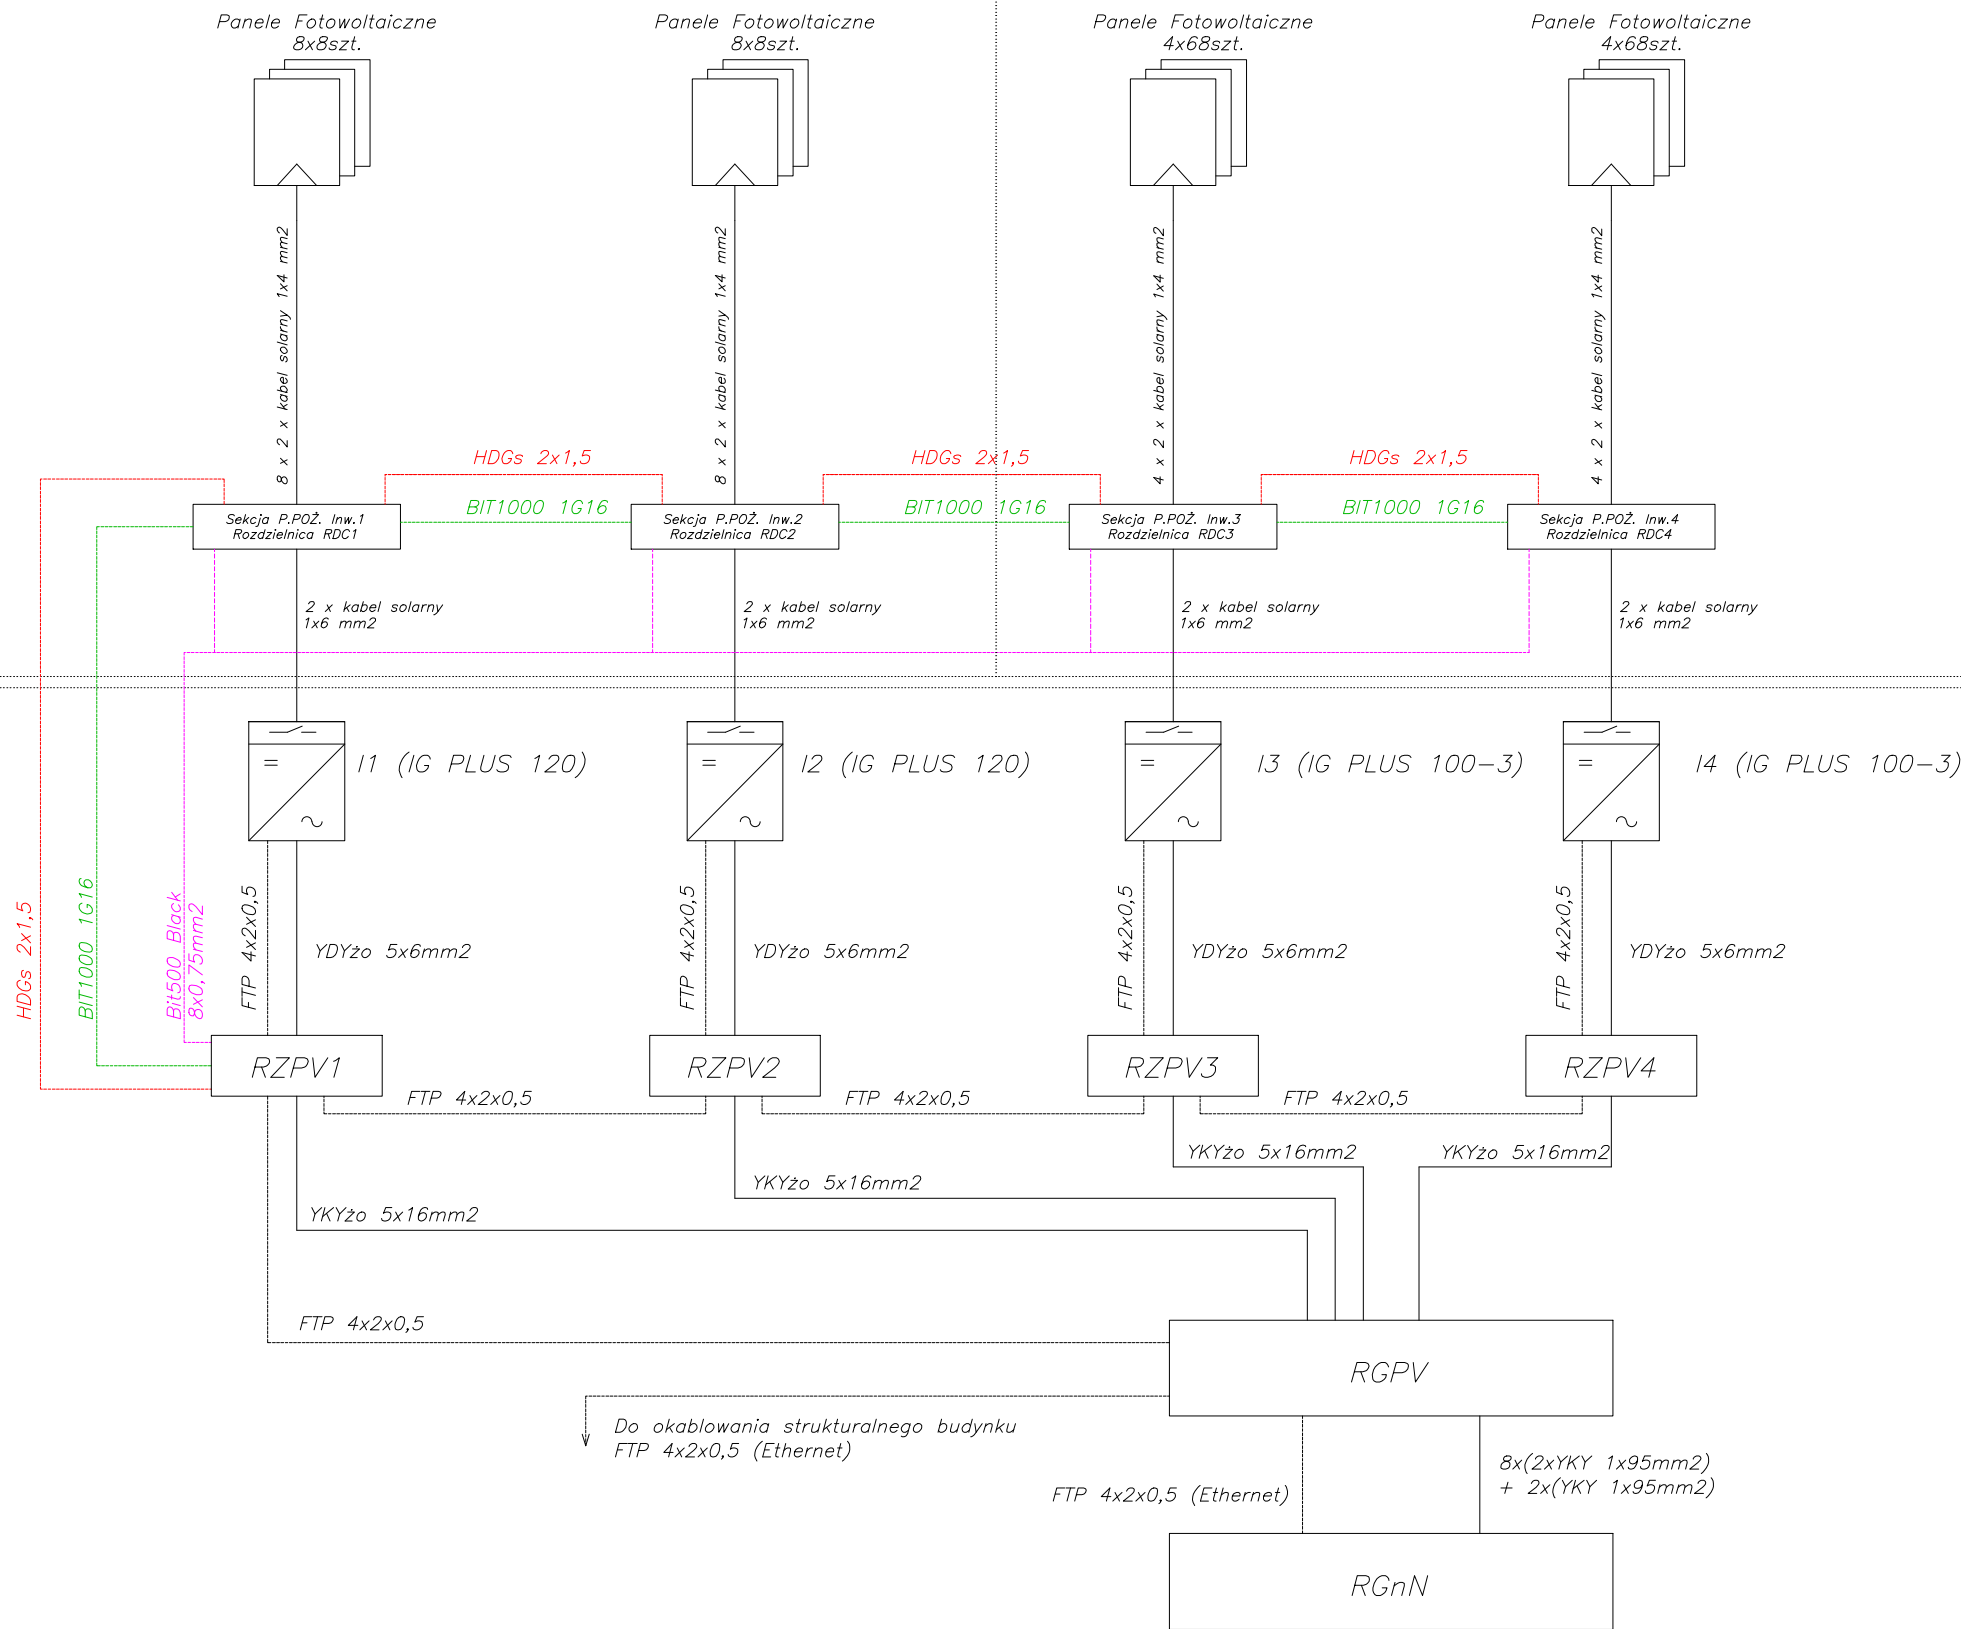 Panele Fotowoltaiczne
8x8szt.
Panele Fotowoltaiczne
8x8szt.
Panele Fotowoltaiczne
4x68szt.
Panele Fotowoltaiczne
4x68szt.
8 x 2 x kabel solarny 1x4 mm2
8 x 2 x kabel solarny 1x4 mm2
4 x 2 x kabel solarny 1x4 mm2
4 x 2 x kabel solarny 1x4 mm2
HDGs 2x1,5
HDGs 2x1,5
HDGs 2x1,5
BIT1000 1G16
BIT1000 1G16
BIT1000 1G16
Sekcja P.POŻ. Inw.1
Rozdzielnica RDC1
Sekcja P.POŻ. Inw.2
Rozdzielnica RDC2
Sekcja P.POŻ. Inw.3
Rozdzielnica RDC3
Sekcja P.POŻ. Inw.4
Rozdzielnica RDC4
2 x kabel solarny
1x6 mm2
2 x kabel solarny
1x6 mm2
2 x kabel solarny
1x6 mm2
2 x kabel solarny
1x6 mm2
I1 (IG PLUS 120)
I2 (IG PLUS 120)
I3 (IG PLUS 100-3)
I4 (IG PLUS 100-3)
HDGs 2x1,5
BIT1000 1G16
Bit500 Black
8x0,75mm2
FTP 4x2x0,5
YDYżo 5x6mm2
FTP 4x2x0,5
YDYżo 5x6mm2
FTP 4x2x0,5
YDYżo 5x6mm2
FTP 4x2x0,5
YDYżo 5x6mm2
RZPV1
RZPV2
RZPV3
RZPV4
FTP 4x2x0,5
FTP 4x2x0,5
FTP 4x2x0,5
YKYżo 5x16mm2
YKYżo 5x16mm2
YKYżo 5x16mm2
YKYżo 5x16mm2
FTP 4x2x0,5
RGPV
Do okablowania strukturalnego budynku
FTP 4x2x0,5 (Ethernet)
8x(2xYKY 1x95mm2)
+ 2x(YKY 1x95mm2)
FTP 4x2x0,5 (Ethernet)
RGnN